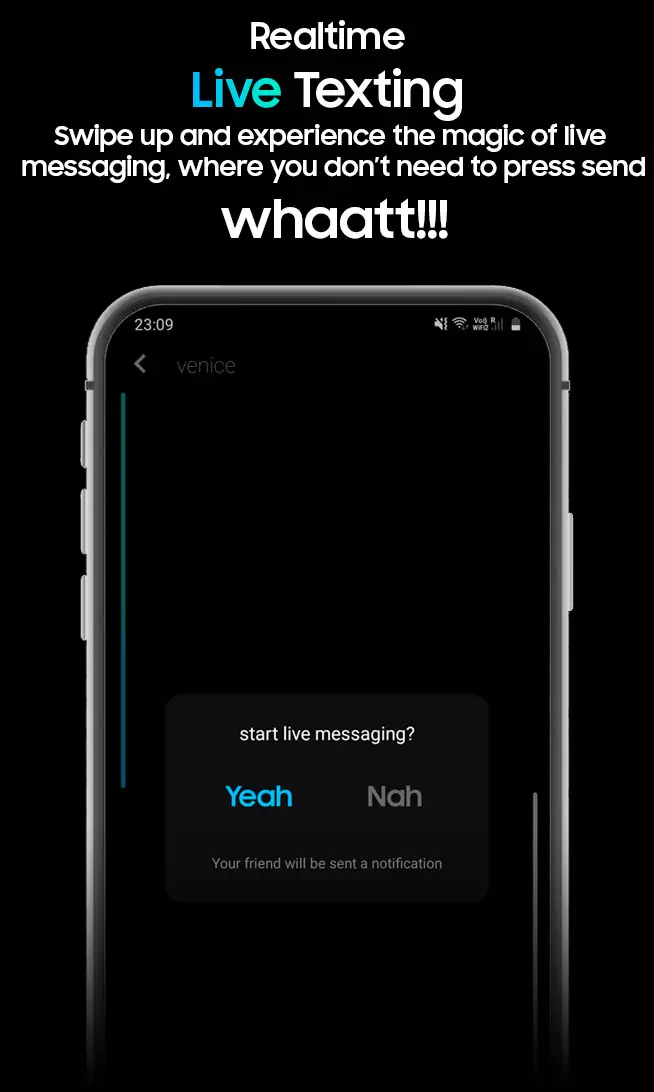 Realtime
Live Texting
Swipe up and experience the magic of live
messaging, where you don't need to press send
whaatt!!!
23:09
Vo) R
WiFi2
venice
start live messaging?
Yeah Nah
Your friend will be sent a notification